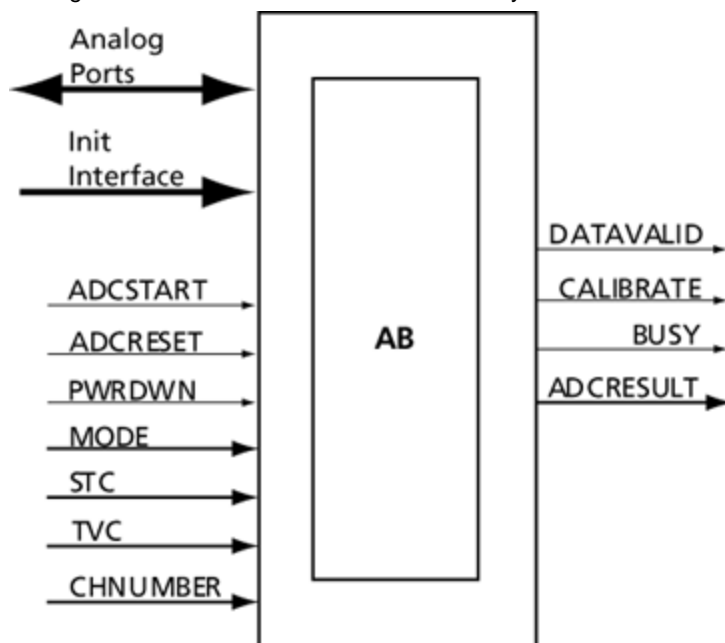 Analog
Ports
Init
Interface
ADCSTART
ADCRESET
PWRDWN
MODE
STC
TVC
CHNUMBER
AB
DATAVALID
CALIBRATE
BUSY
ADCRESULT